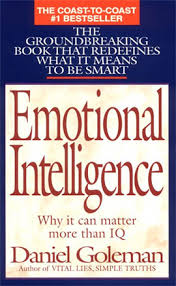 THE COAST-TO-COAST
#1 BESTSELLER
THE
GROUNDBREAKING
BOOK THAT REDEFINES
WHAT IT MEANS
TO BE SMART
Emotional
Intelligence
Why it can matter
more than IQ
Daniel Goleman
Author of VITAL LIES, SIMPLE TRUTHS